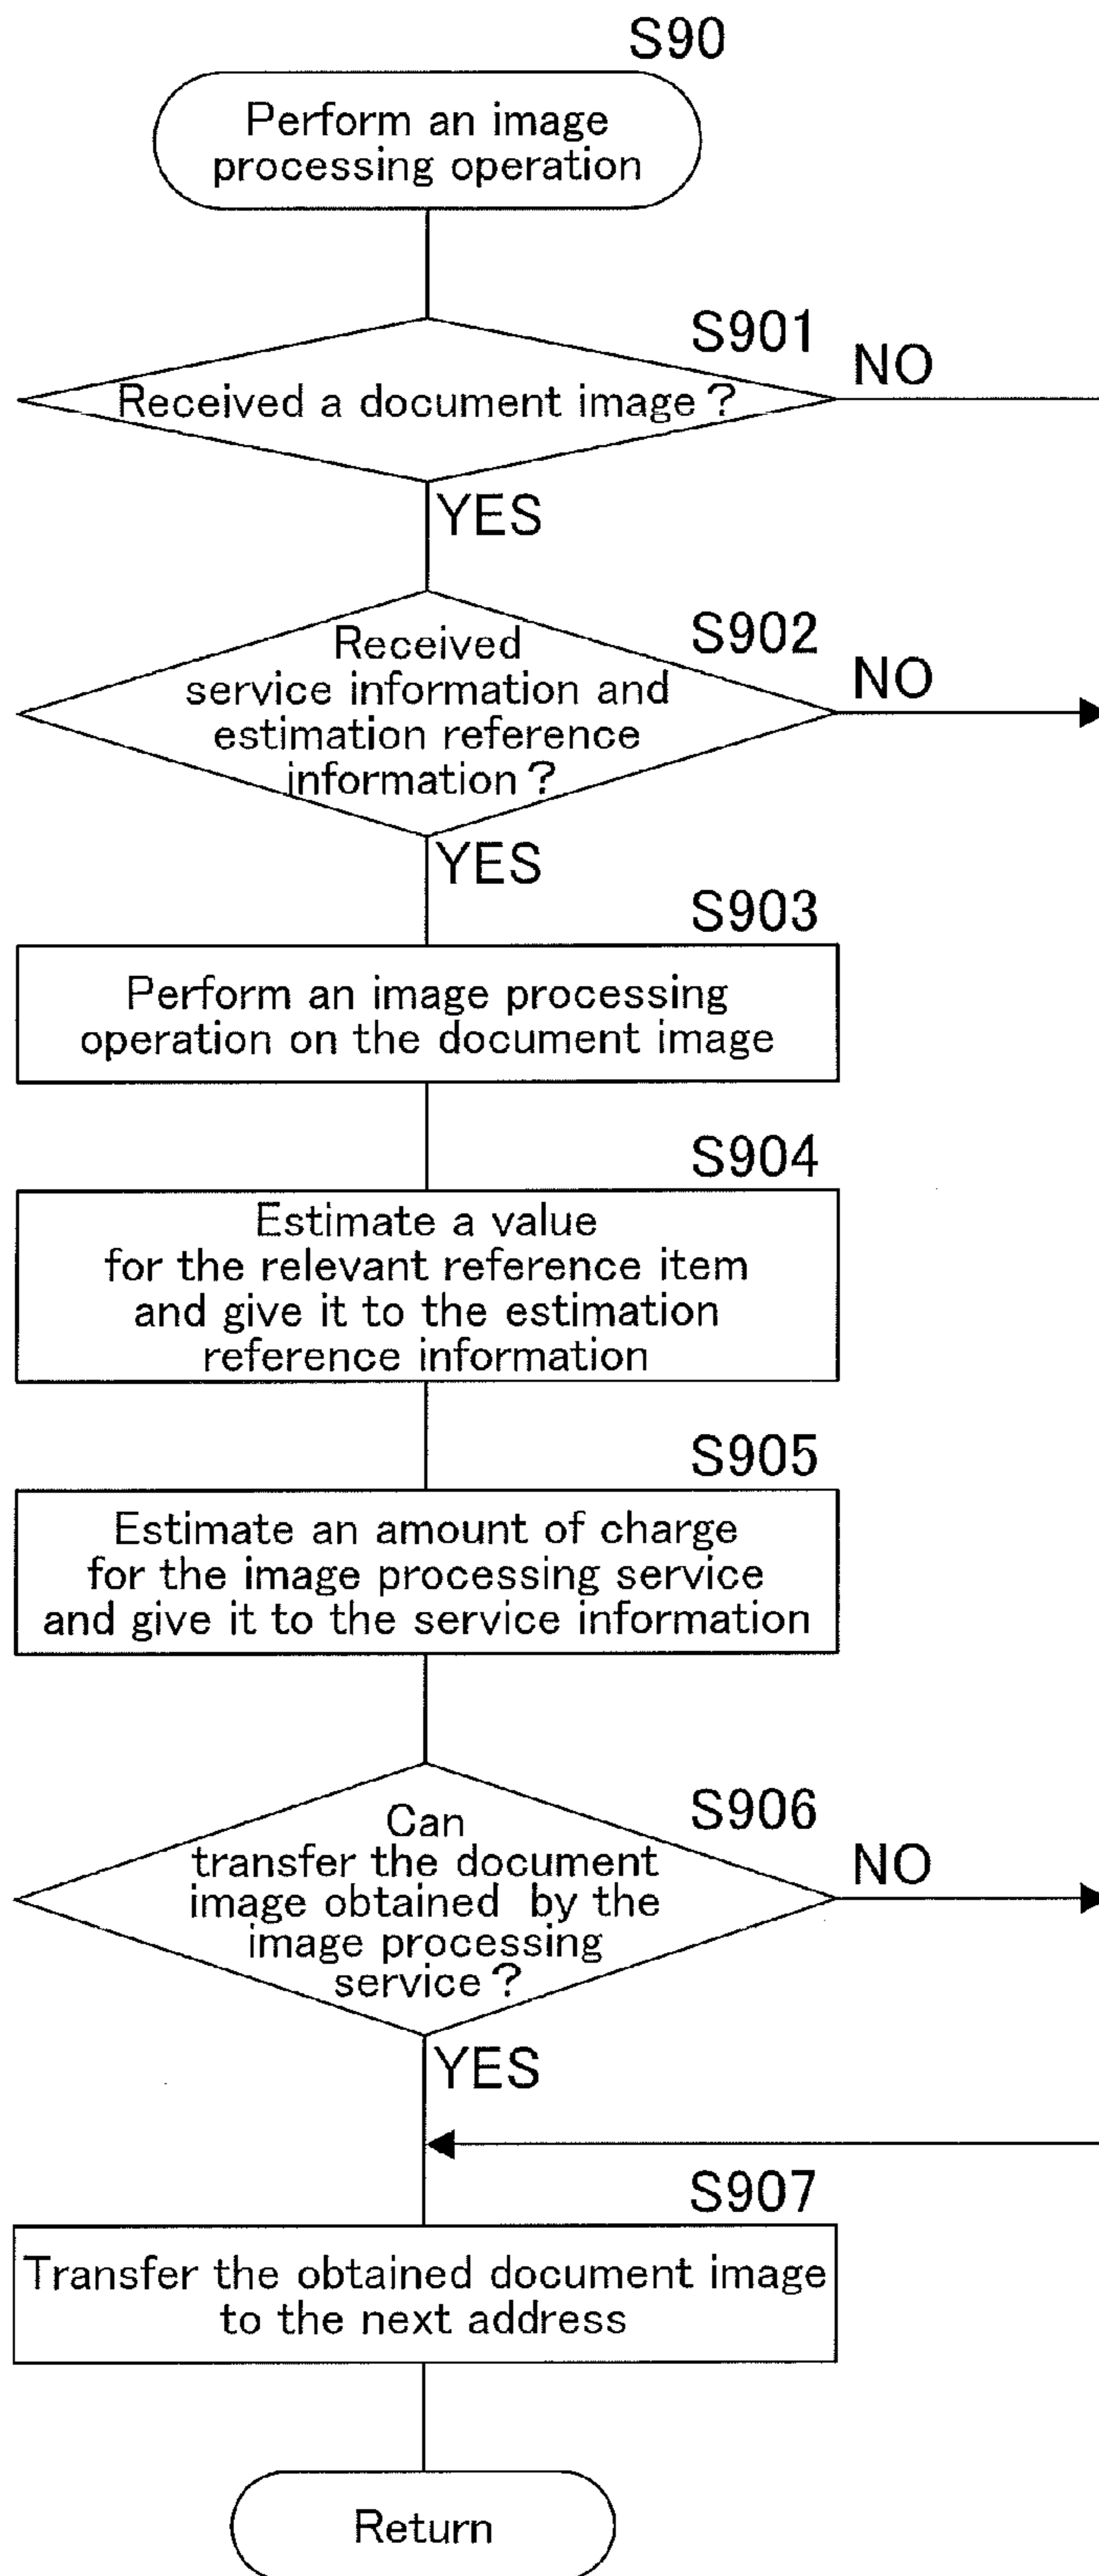 S90
Perform an image
processing operation
S901
NO
Received a document image?
YES
S902
NO
Received
service information and
estimation reference
information?
YES
S903
Perform an image processing
operation on the document image
S904
Estimate a value
for the relevant reference item
and give it to the estimation
reference information
S905
Estimate an amount of charge
for the image processing service
and give it to the service information
S906
NO
Can
transfer the document
image obtained by the
image processing
service?
YES
S907
Transfer the obtained document image
to the next address
Return